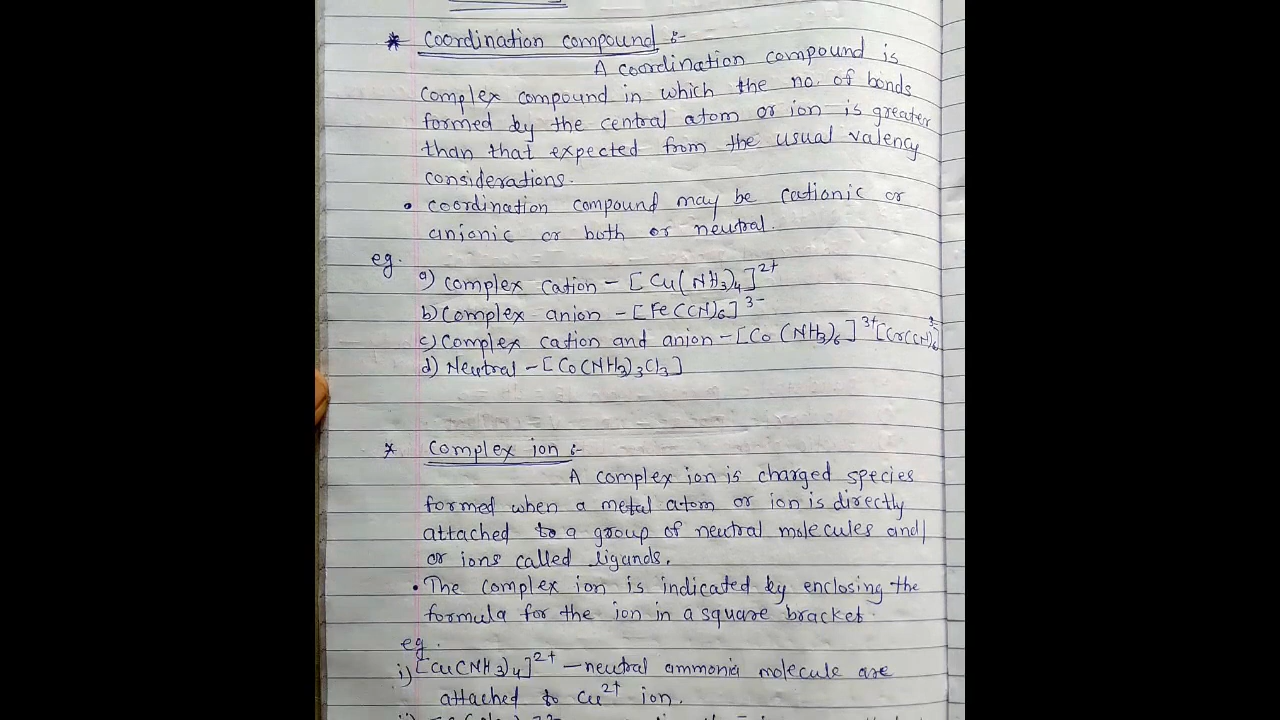 * Coordination compound :-
A coordination compound is
complex compound in which the no. of bonds
formed by the central atom or ion is greater
than that expected from the usual valency
considerations.
• coordination compound may be cationic or
anionic or both or neutral.
eg.
a) complex cation - [Cu(NH3)4]2+
b) Complex anion - [Fe(CN)6]3-
c) Complex cation and anion - [Co(NH3)6]3+[Cr(CN)6]3-
d) Neutral - [Co(NH3)3Cl3]
* Complex ion :-
A complex ion is charged species
formed when a metal atom or ion is directly
attached to a group of neutral molecules and/
or ions called ligands.
• The complex ion is indicated by enclosing the
formula for the ion in a square bracket.
eg.
i) [Cu(NH3)4]2+ - neutral ammonia molecule are
attached to Cu2+ ion.